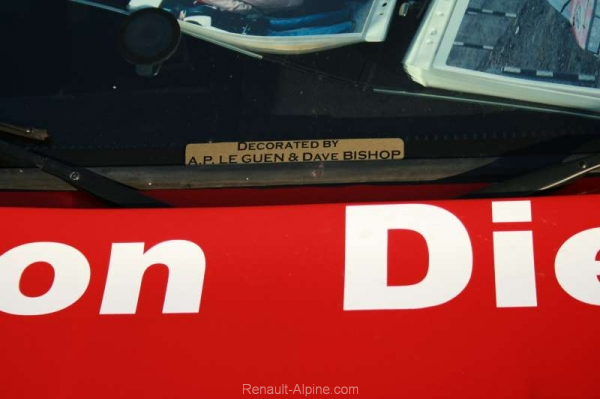 DECORATED BY
A.P. LE GUEN & DAVE BISHOP
on Die
Renault-Alpine.com